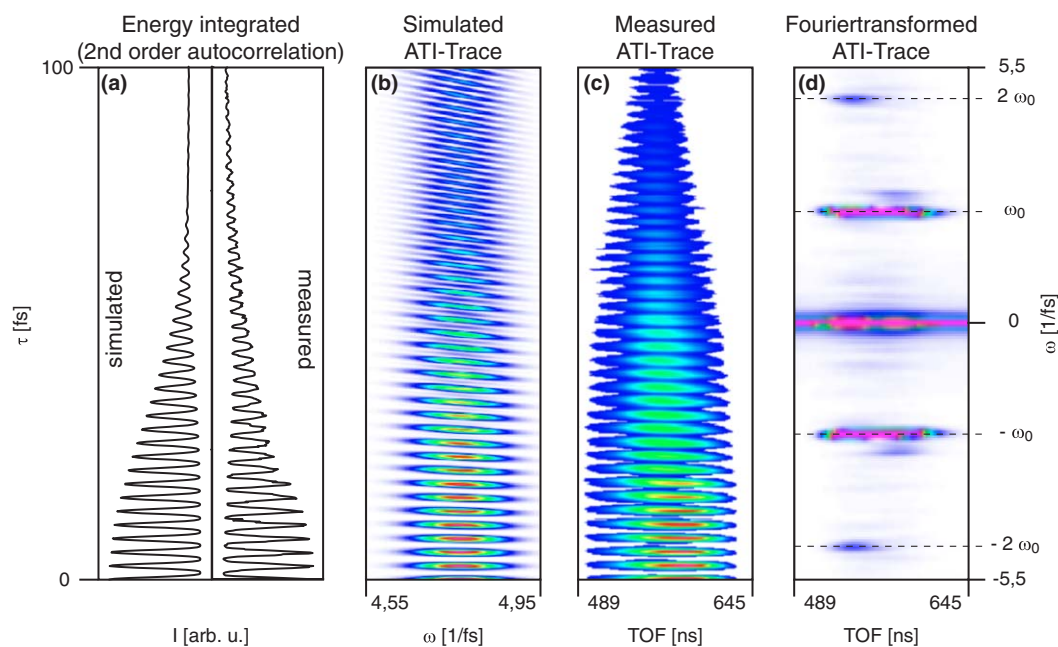 Energy integrated
(2nd order autocorrelation)
Simulated
ATI-Trace
Measured
ATI-Trace
Fouriertransformed
ATI-Trace
100
(a)
(b)
(c)
(d)
5,5
2 ω₀
ω₀
simulated
measured
τ [fs]
0
ω [1/fs]
- ω₀
- 2 ω₀
0
-5,5
4,55
4,95
489
645
489
645
I [arb. u.]
ω [1/fs]
TOF [ns]
TOF [ns]